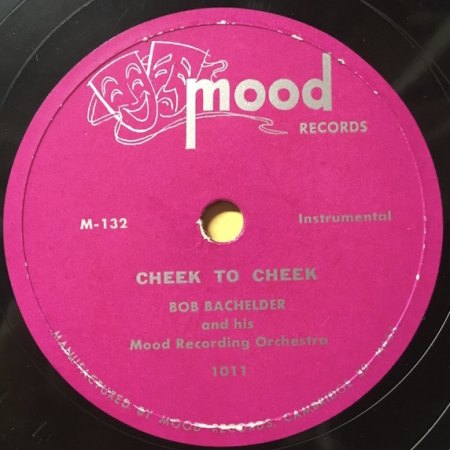 mood
RECORDS
M-132
Instrumental
CHEEK TO CHEEK
BOB BACHELDER
and his
Mood Recording Orchestra
1011
MANUFACTURED BY MOOD RECORDS, CAMBRIDGE